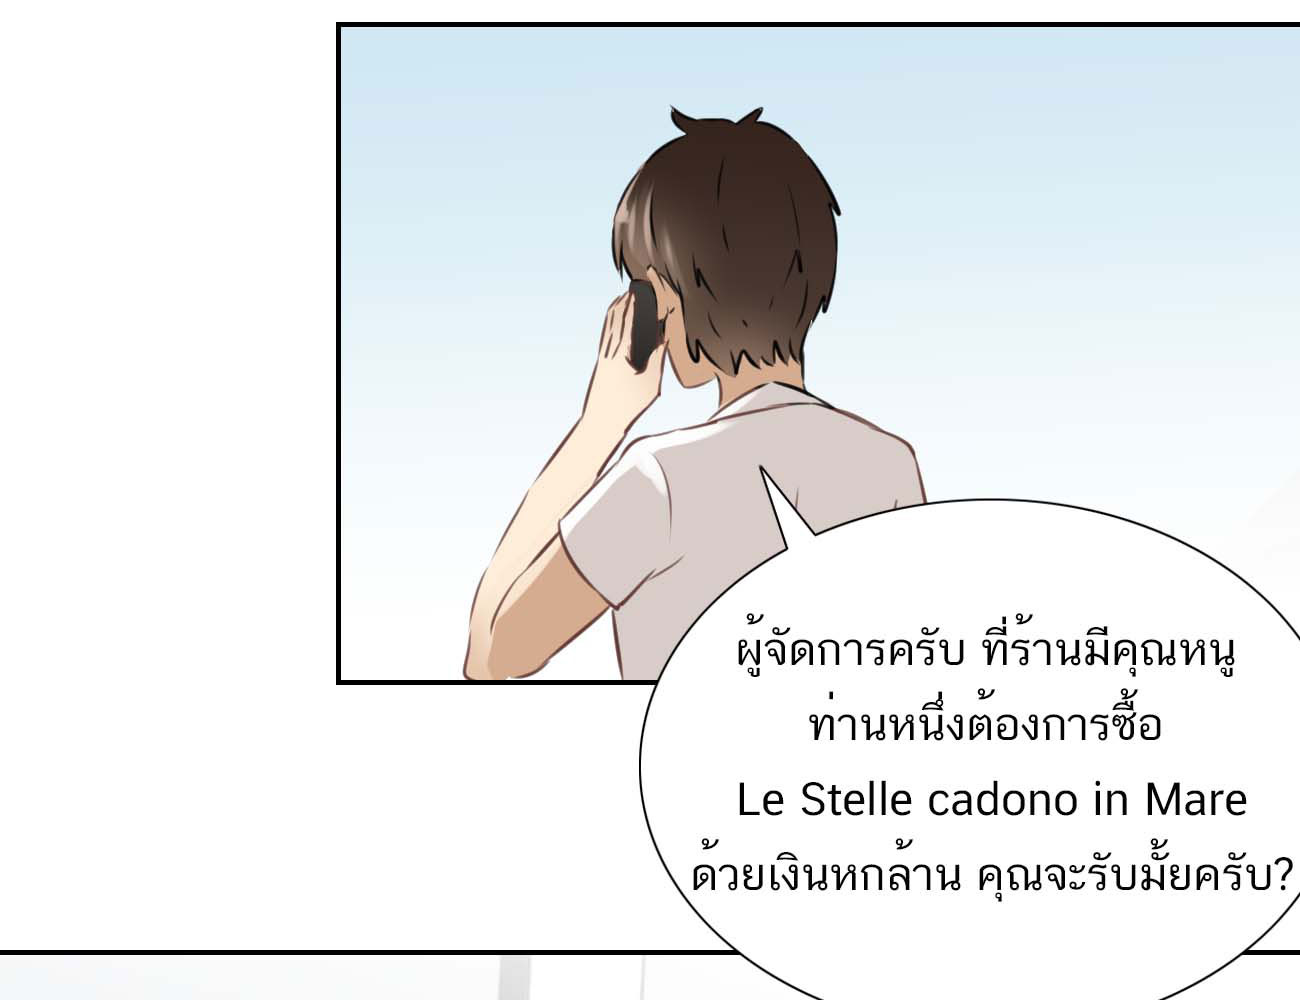 ผู้จัดการครับ ที่ร้านมีคุณหนู
ท่านหนึ่งต้องการซื้อ
Le Stelle cadono in Mare
ด้วยเงินหกล้าน คุณจะรับมั้ยครับ?